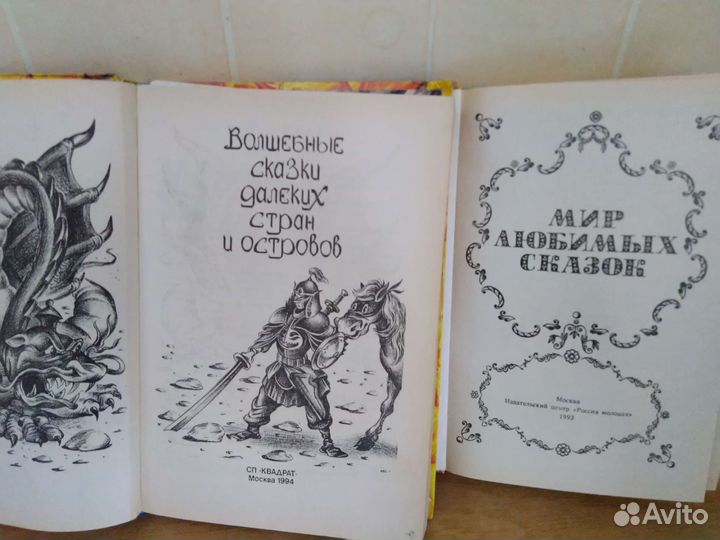 Волшебные
сказки
далеких
стран
и островов
СП «КВАДРАТ»
Москва 1994
МИР
ЛЮБИМЫХ
СКАЗОК
Москва
Издательский центр «Россия молодая»
1993
Avito